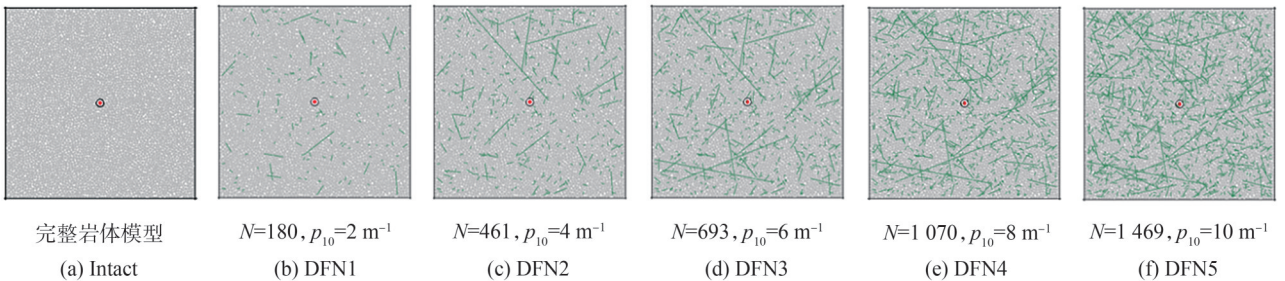 完整岩体模型
(a) Intact
N=180,p10=2 m−1
(b) DFN1
N=461,p10=4 m−1
(c) DFN2
N=693,p10=6 m−1
(d) DFN3
N=1 070,p10=8 m−1
(e) DFN4
N=1 469,p10=10 m−1
(f) DFN5